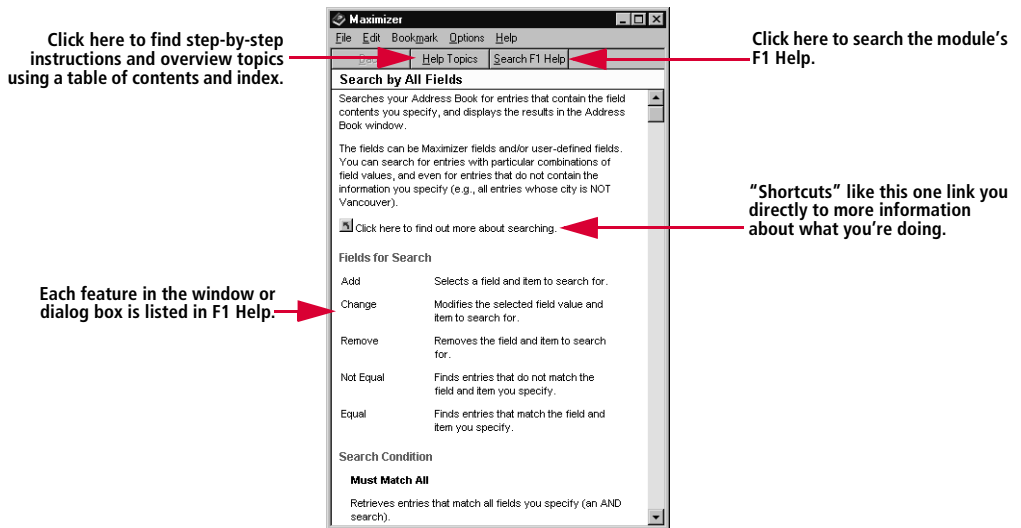 Maximizer
File Edit Bookmark Options Help
Back Help Topics Search F1 Help
Search by All Fields
Searches your Address Book for entries that contain the field
contents you specify, and displays the results in the Address
Book window.
The fields can be Maximizer fields and/or user-defined fields.
You can search for entries with particular combinations of
field values, and even for entries that do not contain the
information you specify (e.g., all entries whose city is NOT
Vancouver).
Click here to find out more about searching.
Fields for Search
Add Selects a field and item to search for.
Change Modifies the selected field value and
item to search for.
Remove Removes the field and item to search
for.
Not Equal Finds entries that do not match the
field and item you specify.
Equal Finds entries that match the field and
item you specify.
Search Condition
Must Match All
Retrieves entries that match all fields you specify (an AND
search).
Click here to find step-by-step
instructions and overview topics
using a table of contents and index.
Each feature in the window or
dialog box is listed in F1 Help.
Click here to search the module's
F1 Help.
“Shortcuts” like this one link you
directly to more information
about what you're doing.